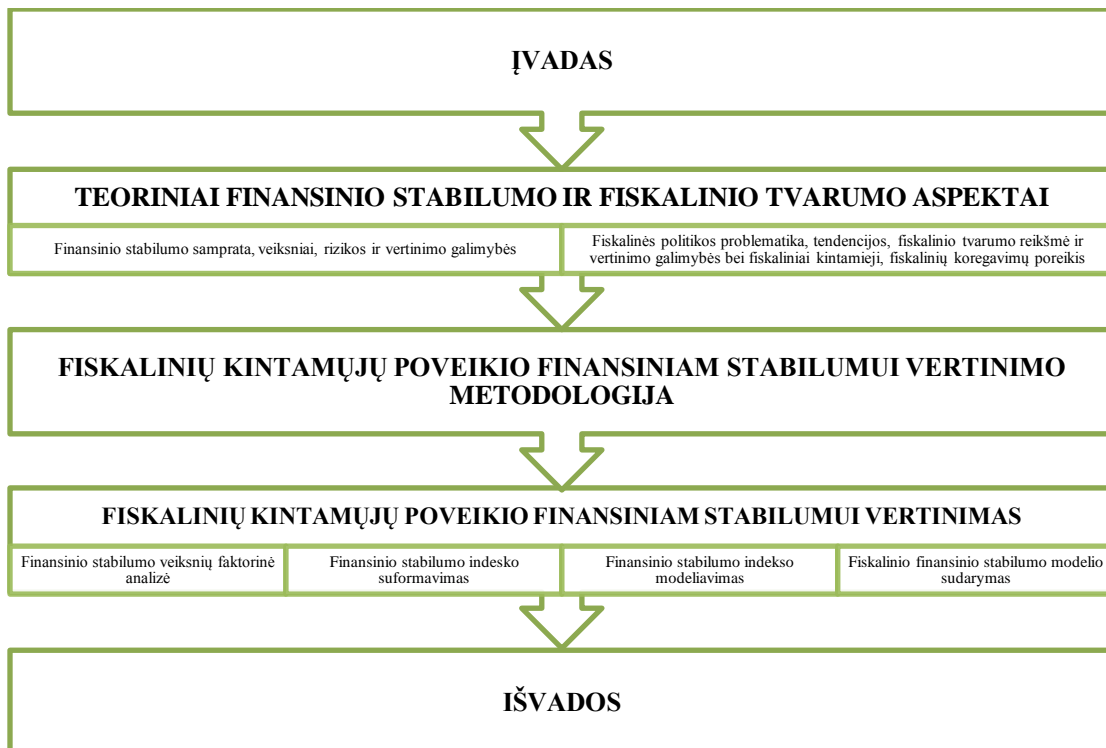 ĮVADAS
TEORINIAI FINANSINIO STABILUMO IR FISKALINIO TVARUMO ASPEKTAI
Finansinio stabilumo samprata, veiksniai, rizikos ir vertinimo galimybės
Fiskalinės politikos problematika, tendencijos, fiskalinio tvarumo reikšmė ir
vertinimo galimybės bei fiskaliniai kintamieji, fiskalinių koregavimų poreikis
FISKALINIŲ KINTAMŲJŲ POVEIKIO FINANSINIAM STABILUMUI VERTINIMO
METODOLOGIJA
FISKALINIŲ KINTAMŲJŲ POVEIKIO FINANSINIAM STABILUMUI VERTINIMAS
Finansinio stabilumo veiksnių faktorinė
analizė
Finansinio stabilumo indesko
suformavimas
Finansinio stabilumo indekso
modeliavimas
Fiskalinio finansinio stabilumo modelio
sudarymas
IŠVADOS